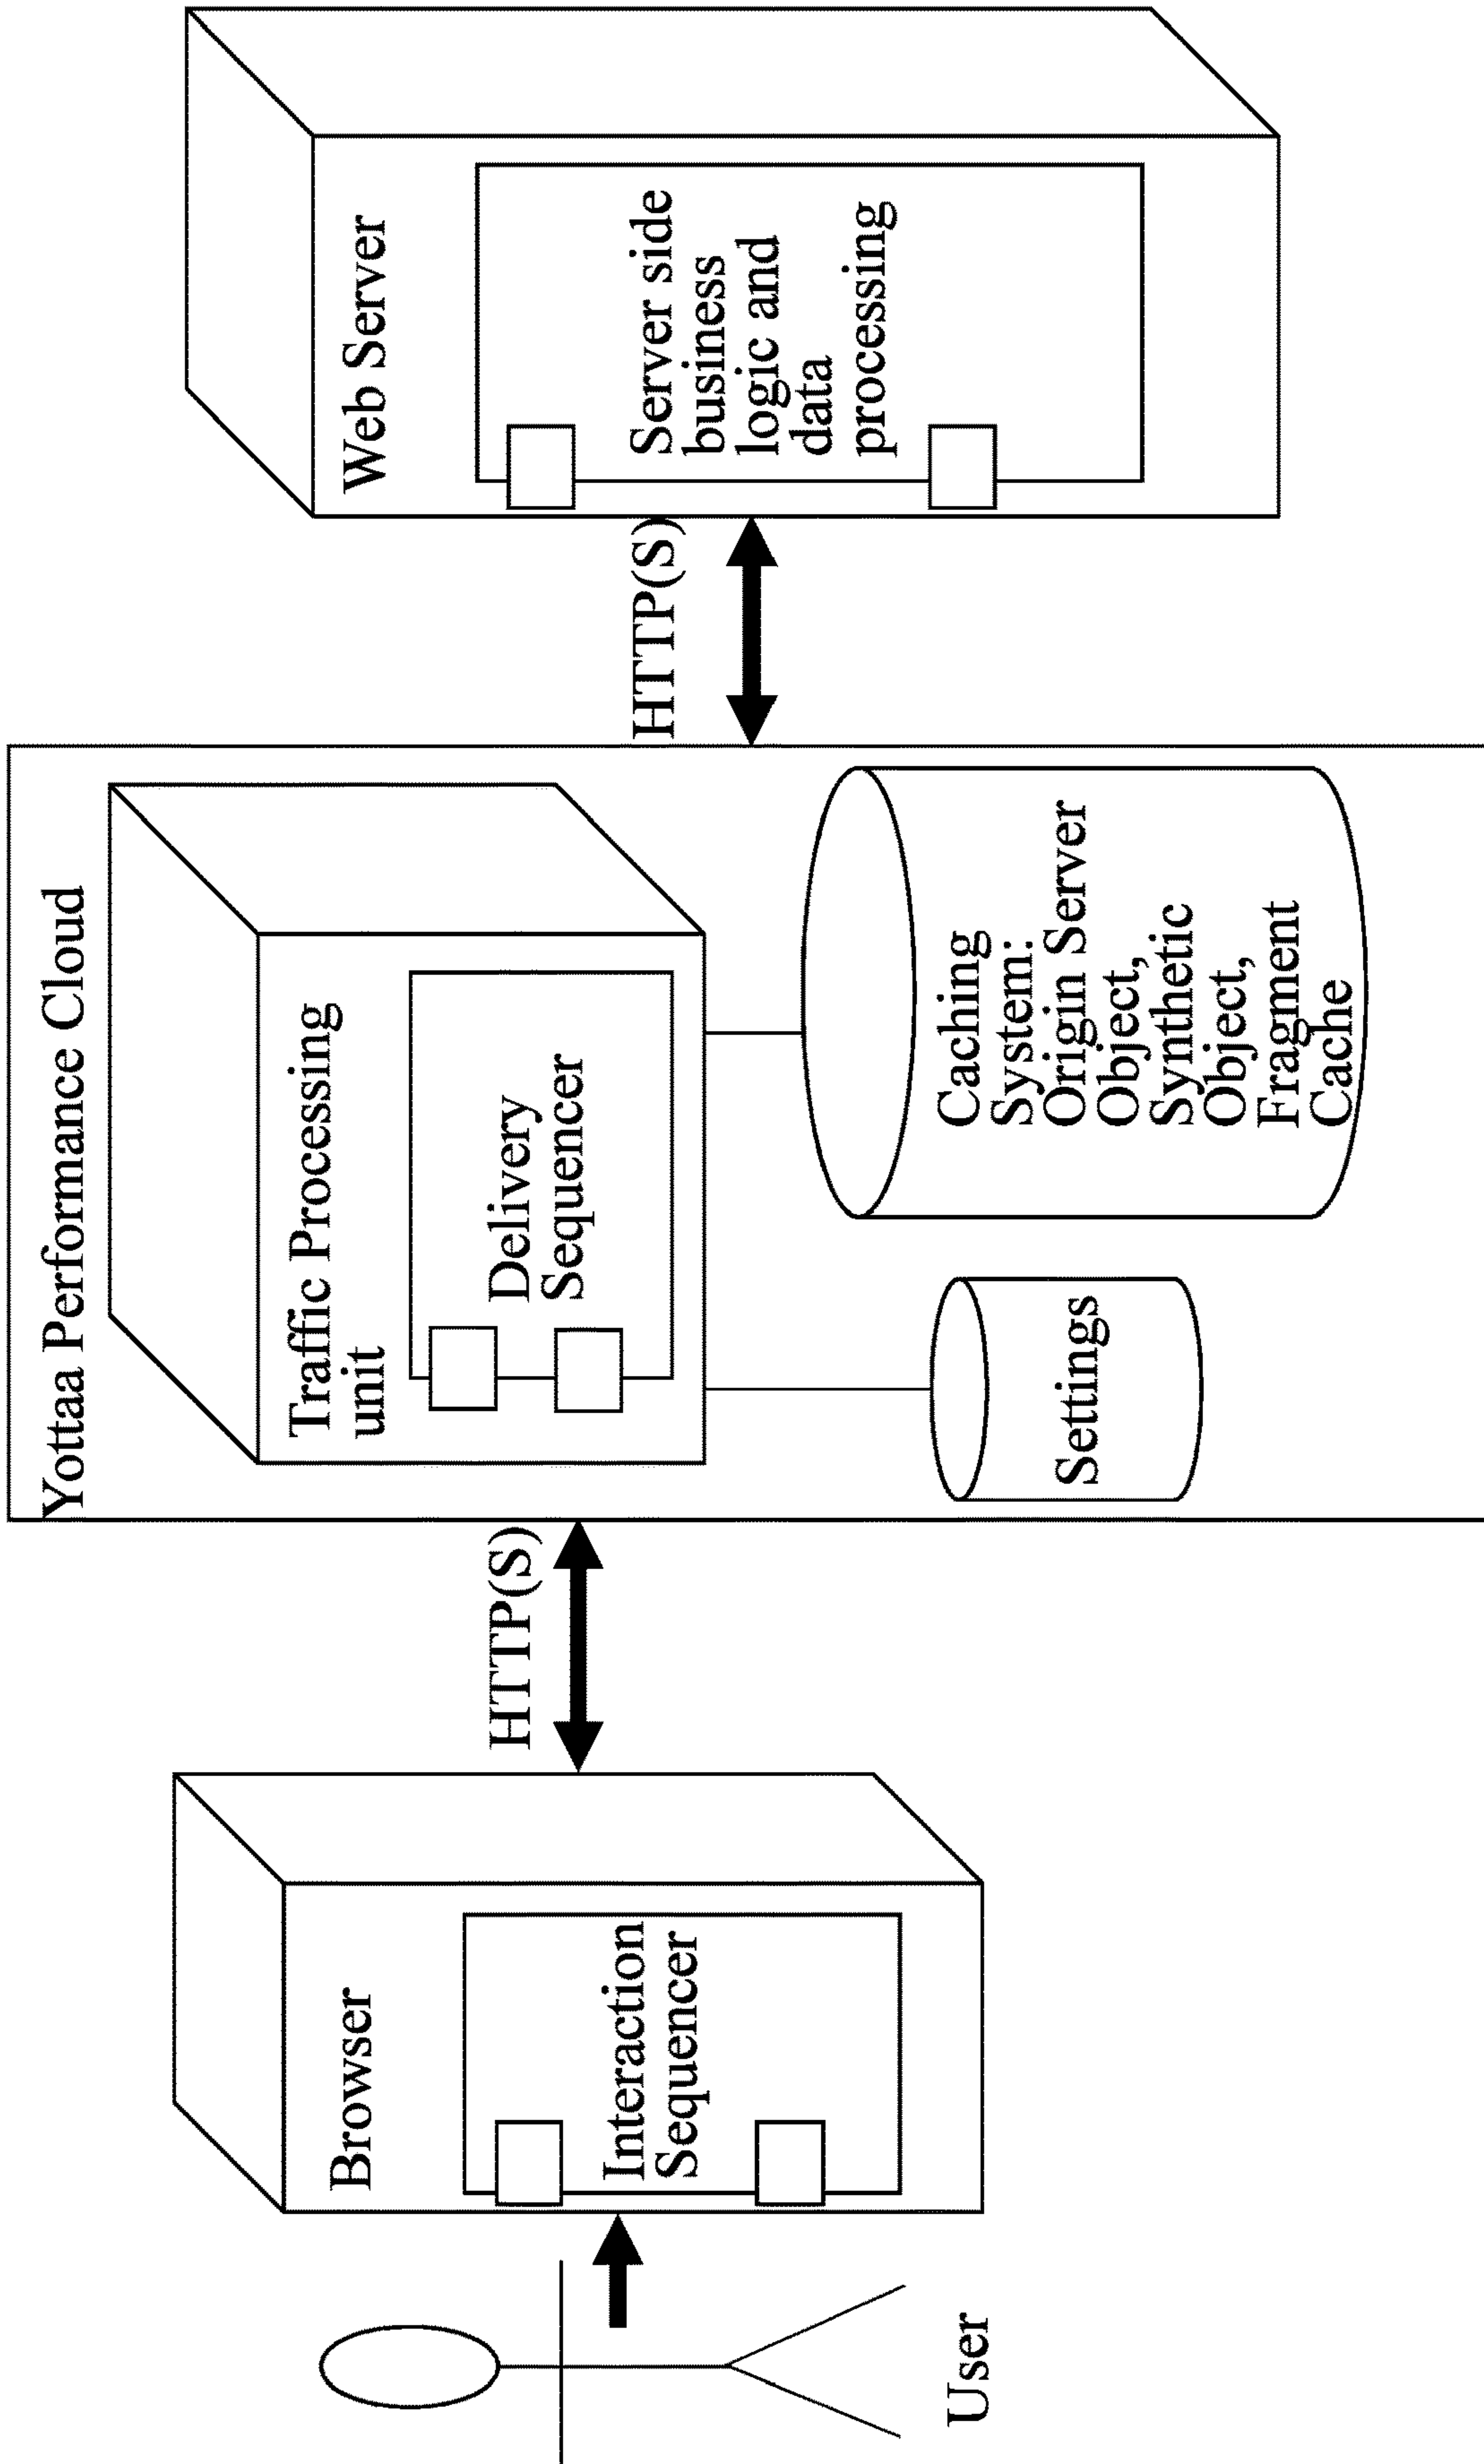 User
Browser
Interaction
Sequencer
HTTP(S)
Yottaa Performance Cloud
Traffic Processing
unit
Delivery
Sequencer
Settings
Caching
System:
Origin Server
Object,
Synthetic
Object,
Fragment
Cache
HTTP(S)
Web Server
Server side
business
logic and
data
processing